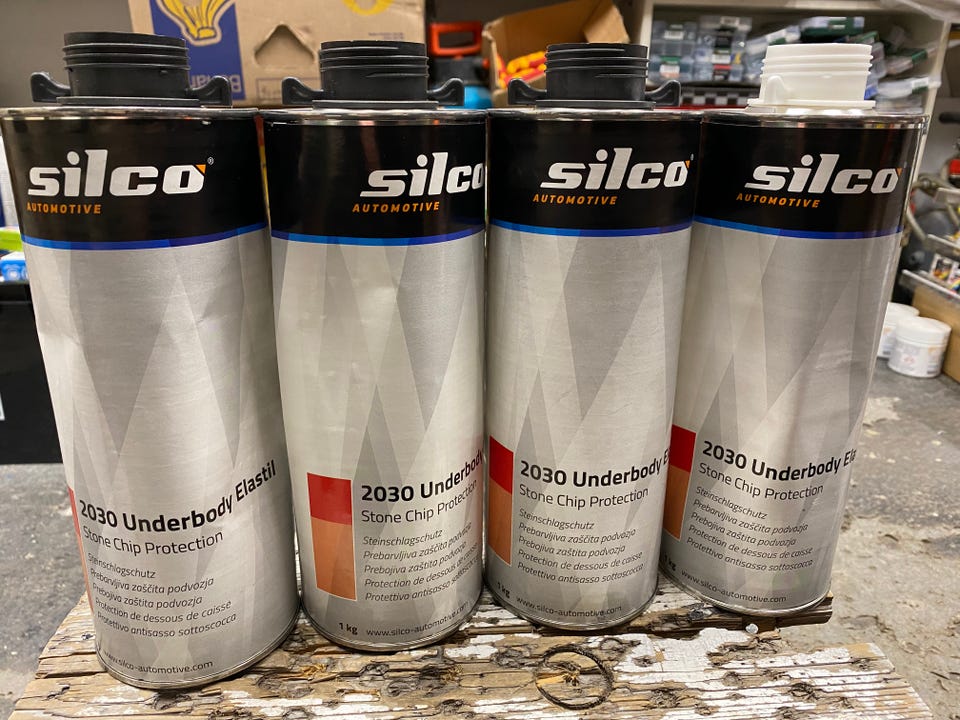 silco®
AUTOMOTIVE
2030 Underbody Elastil
Stone Chip Protection
Steinschlagschutz
Prebarvljiva zaščita podvozja
Prebojiva zaštita podvozja
Protection de dessous de caisse
Protettivo antisasso sottoscocca
www.silco-automotive.com
silco
AUTOMOTIVE
2030 Underbody
Stone Chip Protection
Steinschlagschutz
Prebarvljiva zaščita podvozja
Prebojiva zaštita podvozja
Protection de dessous de caisse
Protettivo antisasso sottoscocca
1 kg www.silco-automotive.com
silco
AUTOMOTIVE
2030 Underbody
Stone Chip Protection
Steinschlagschutz
Prebarvljiva zaščita podvozja
Prebojiva zaštita podvozja
Protection de dessous de caisse
Protettivo antisasso sottoscocca
1 kg www.silco-automotive.com
silco
AUTOMOTIVE
2030 Underbody
Stone Chip Protection
Steinschlagschutz
Prebarvljiva zaščita podvozja
Prebojiva zaštita podvozja
Protection de dessous de caisse
Protettivo antisasso sottoscocca
kg www.silco-automotive.com